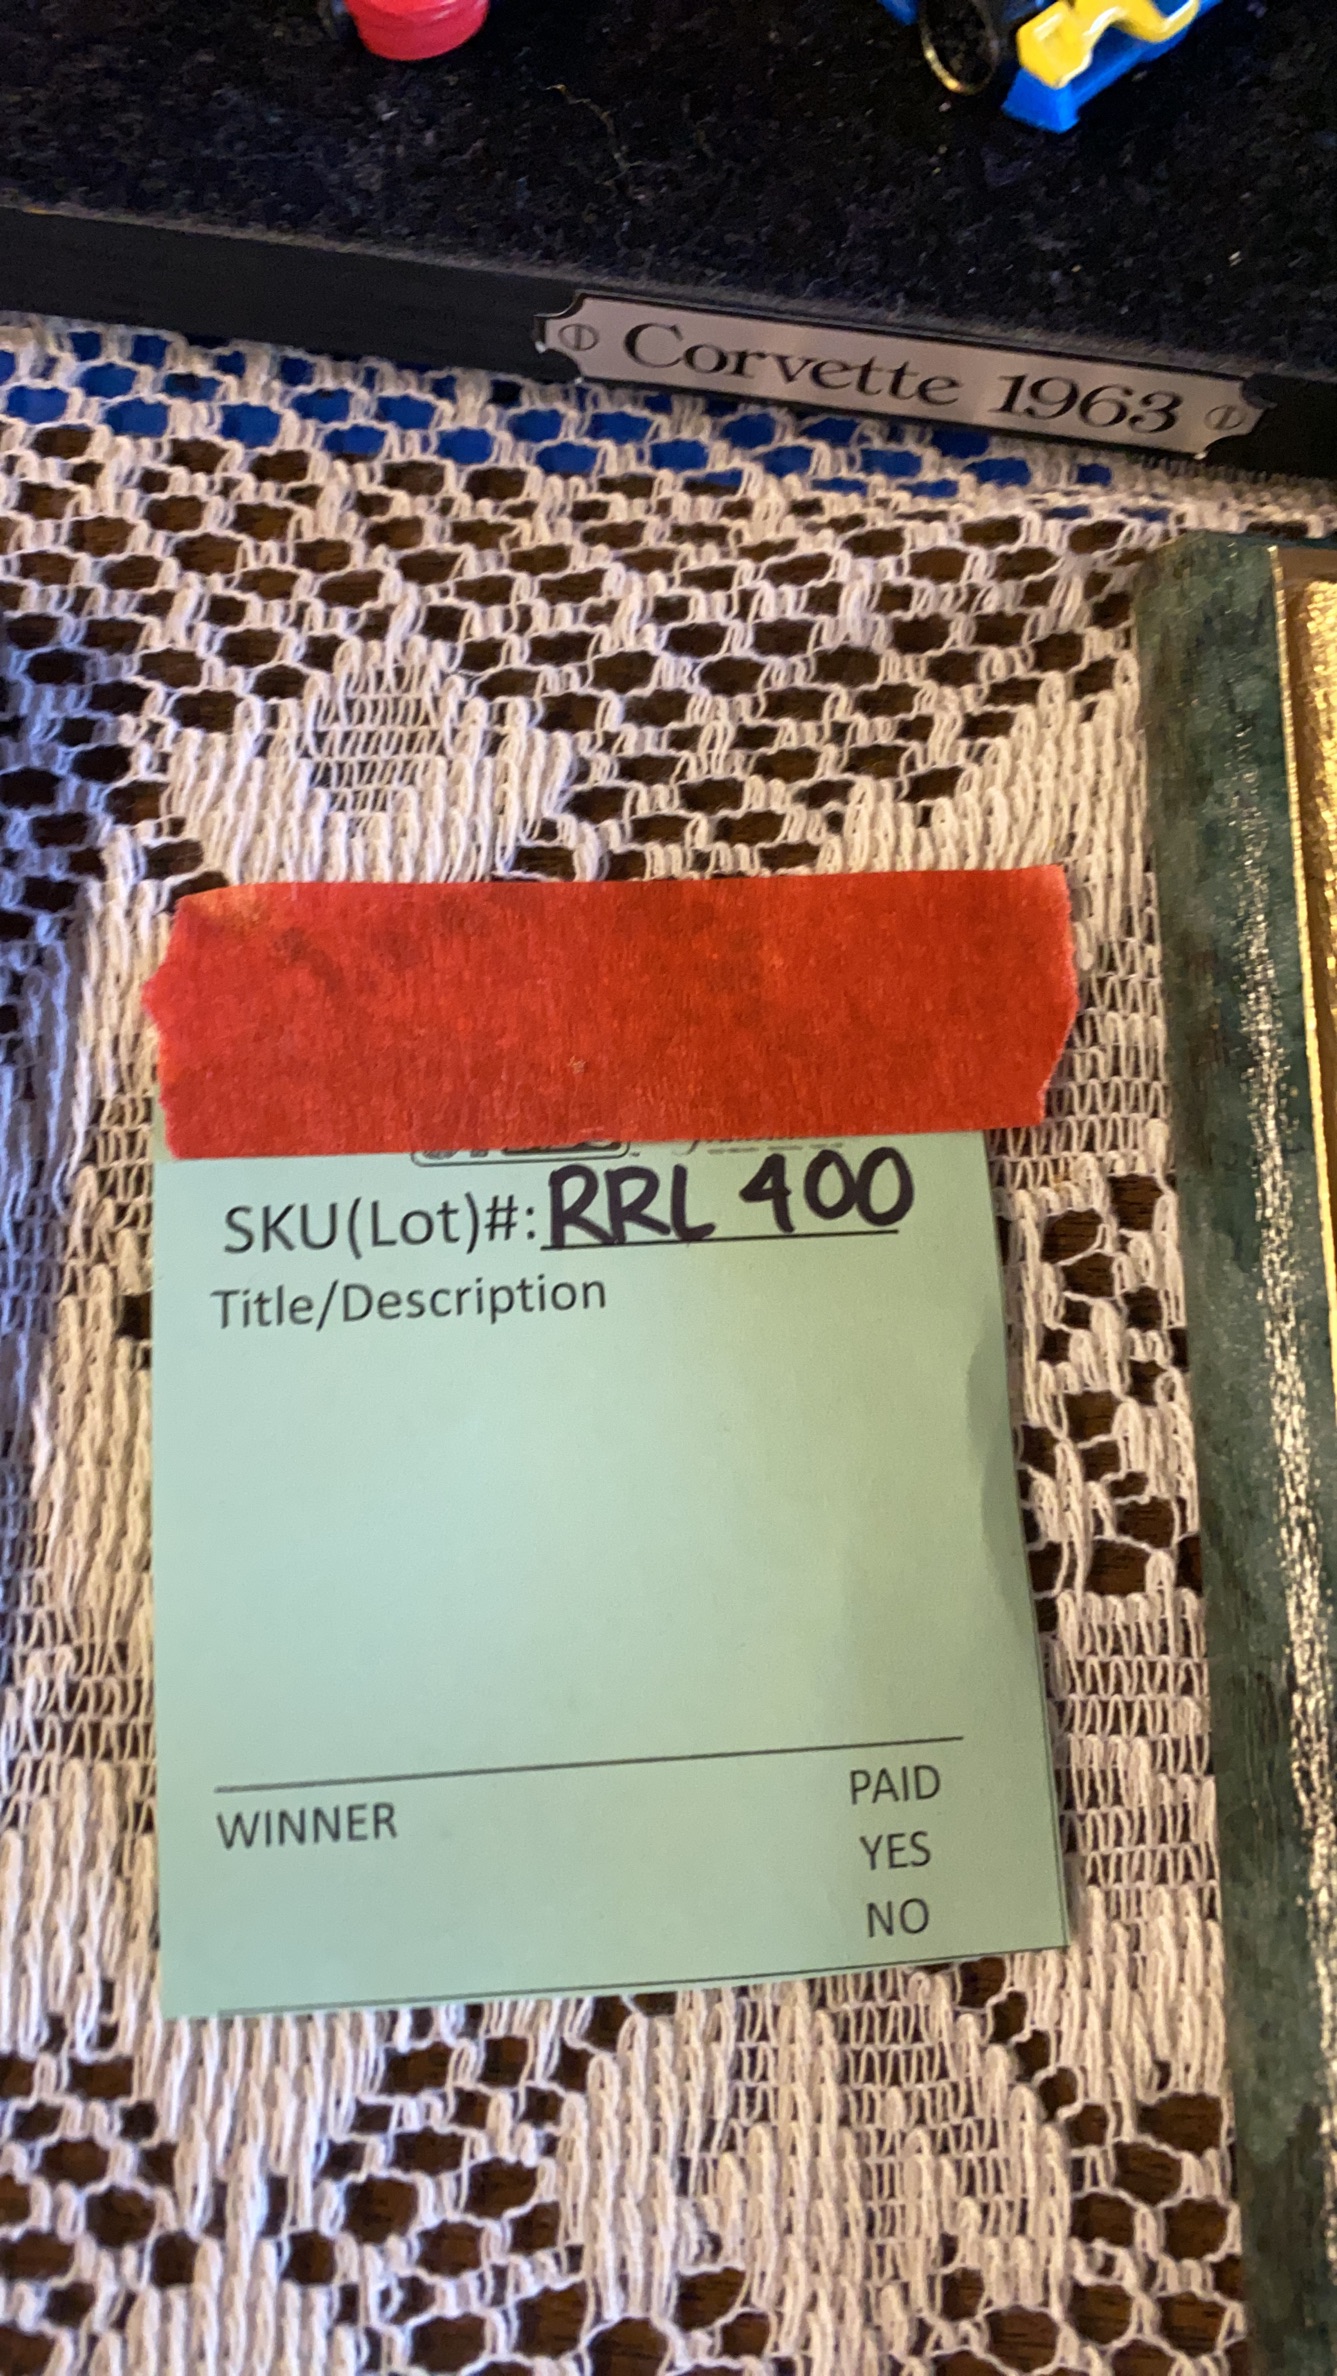 Corvette 1963
SKU(Lot)#: RRL 400
Title/Description
WINNER
PAID
YES
NO